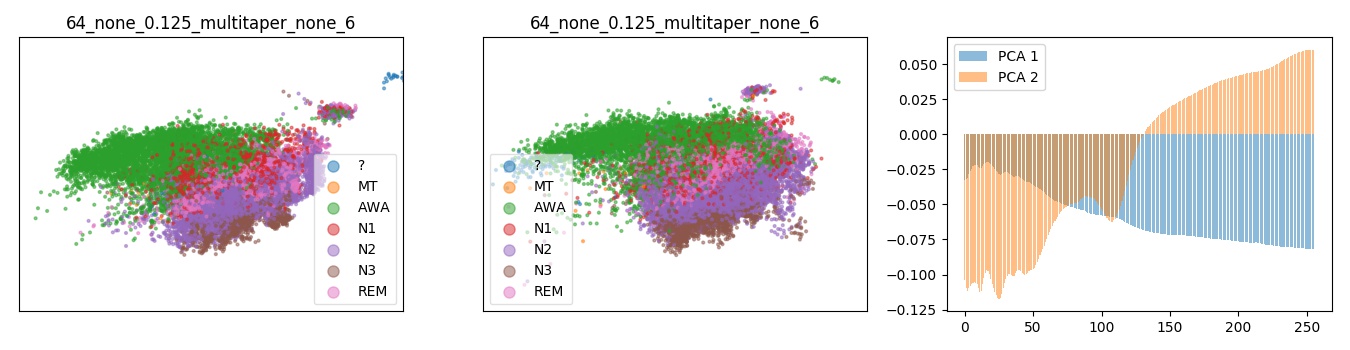 64_none_0.125_multitaper_none_6
?
MT
AWA
N1
N2
N3
REM
64_none_0.125_multitaper_none_6
?
MT
AWA
N1
N2
N3
REM
PCA 1
PCA 2
0.050
0.025
0.000
−0.025
−0.050
−0.075
−0.100
−0.125
0
50
100
150
200
250